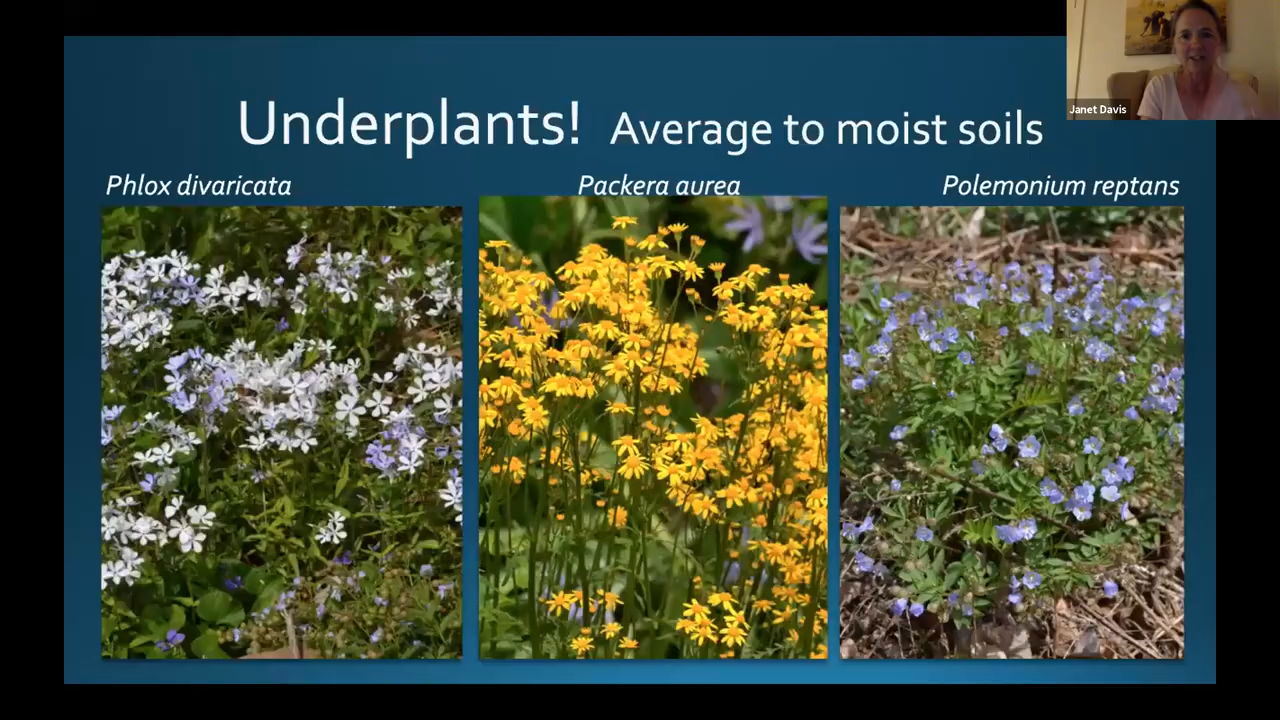 Janet Davis
Underplants! Average to moist soils
Phlox divaricata
Packera aurea
Polemonium reptans